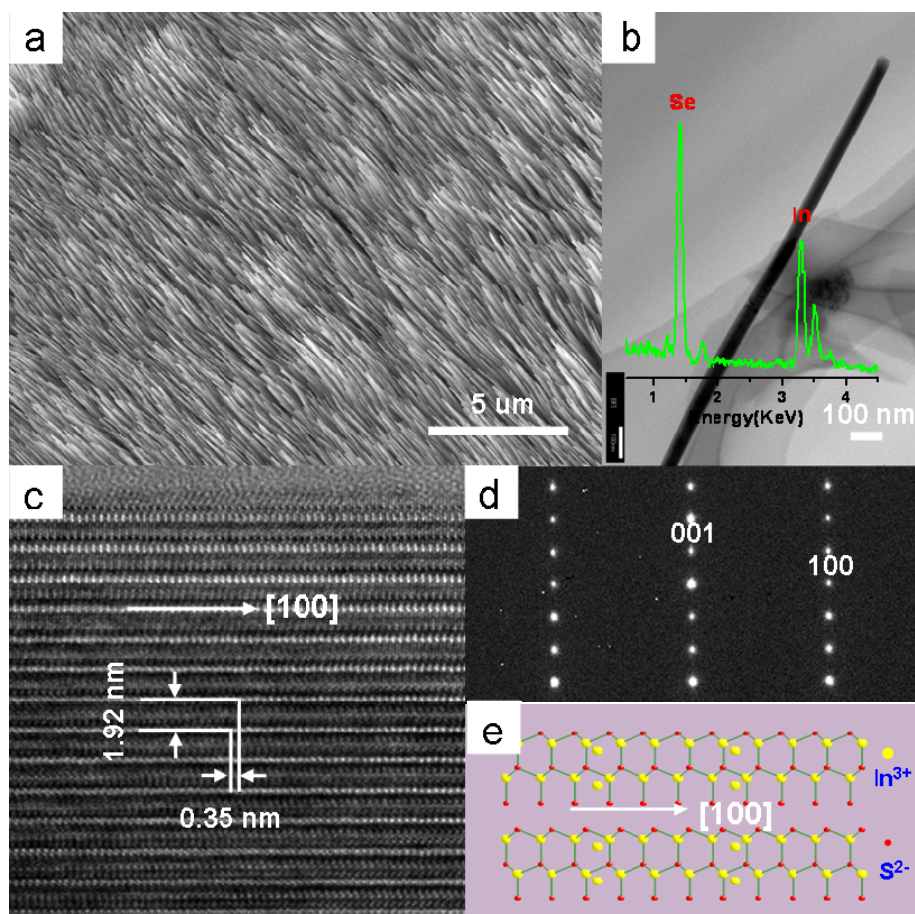 a
5 um
b
Se
In
1 2 3 4
Energy(KeV)
100 nm
c
[100]
1.92 nm
0.35 nm
d
001
100
e
In³⁺
[100]
S²⁻